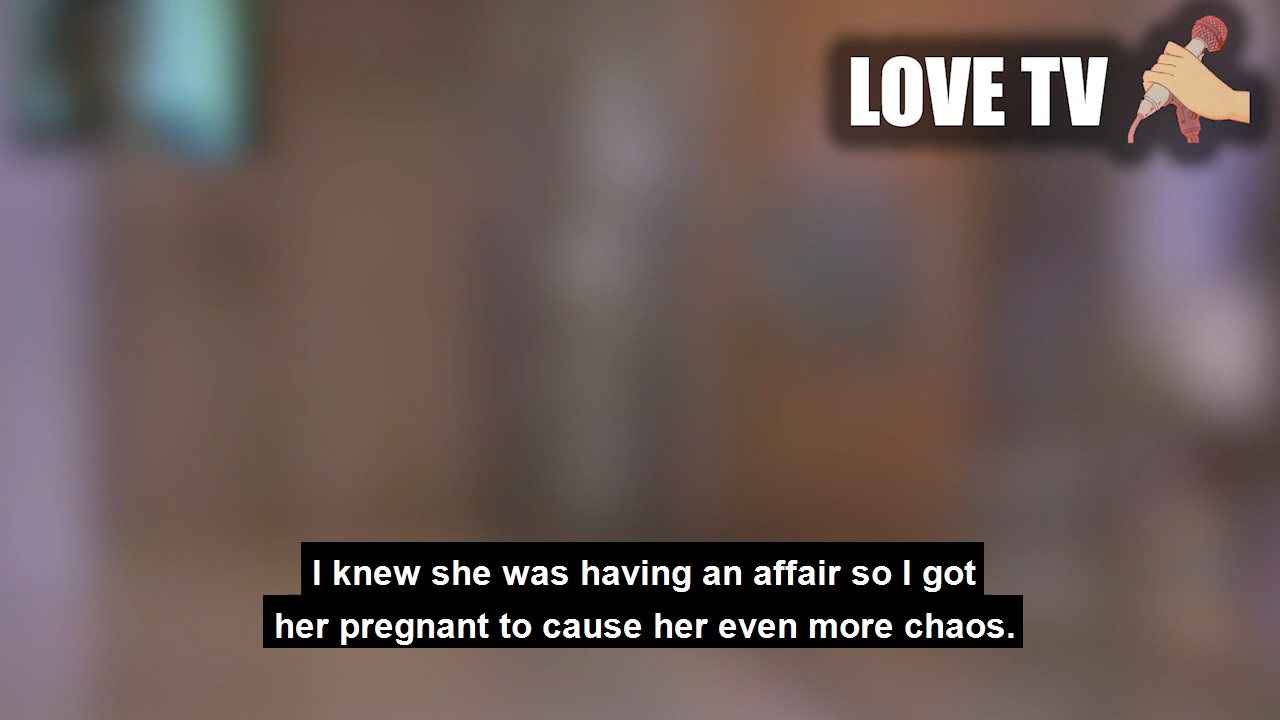 LOVE TV
I knew she was having an affair so I got
her pregnant to cause her even more chaos.